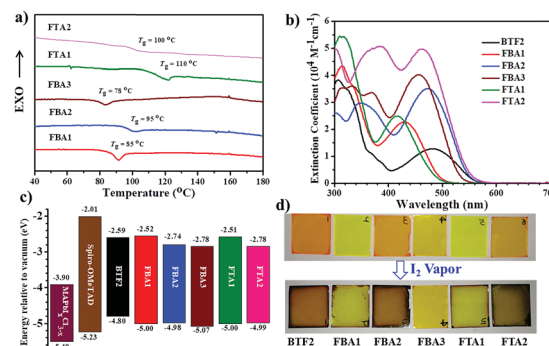 a)
FTA2
FTA1
FBA3
FBA2
FBA1
EXO
Tg = 100 °C
Tg = 110 °C
Tg = 78 °C
Tg = 95 °C
Tg = 85 °C
40 60 80 100 120 140 160 180
Temperature (°C)
b)
Extinction Coefficient (10⁴ M⁻¹cm⁻¹)
6
5
4
3
2
1
0
BTF2
FBA1
FBA2
FBA3
FTA1
FTA2
300 400 500 600
Wavelength (nm)
c)
Energy relative to vacuum (eV)
-2
-3
-4
-5
-2.01
-2.59
-2.52
-2.74
-2.78
-2.51
-2.78
-3.90
Spiro-OMeTAD
BTF2
FBA1
FBA2
FBA3
FTA1
FTA2
-5.23
-4.80
-5.00
-4.98
-5.07
-5.00
-4.99
d)
I₂ Vapor
BTF2 FBA1 FBA2 FBA3 FTA1 FTA2